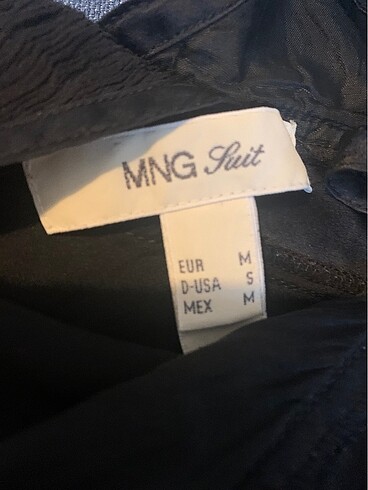 MNG Suit
EUR M
D-USA S
MEX M